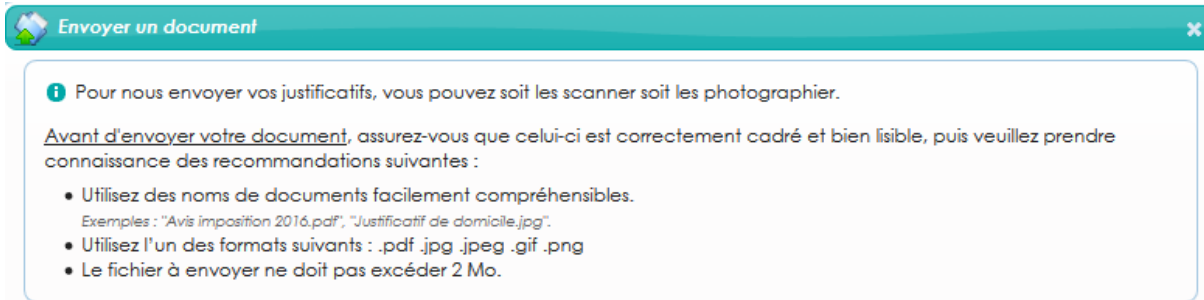 Envoyer un document
Pour nous envoyer vos justificatifs, vous pouvez soit les scanner soit les photographier.
Avant d'envoyer votre document, assurez-vous que celui-ci est correctement cadré et bien lisible, puis veuillez prendre
connaissance des recommandations suivantes :
• Utilisez des noms de documents facilement compréhensibles.
Exemples : "Avis imposition 2016.pdf", "Justificatif de domicile.jpg".
• Utilisez l'un des formats suivants : .pdf .jpg .jpeg .gif .png
• Le fichier à envoyer ne doit pas excéder 2 Mo.